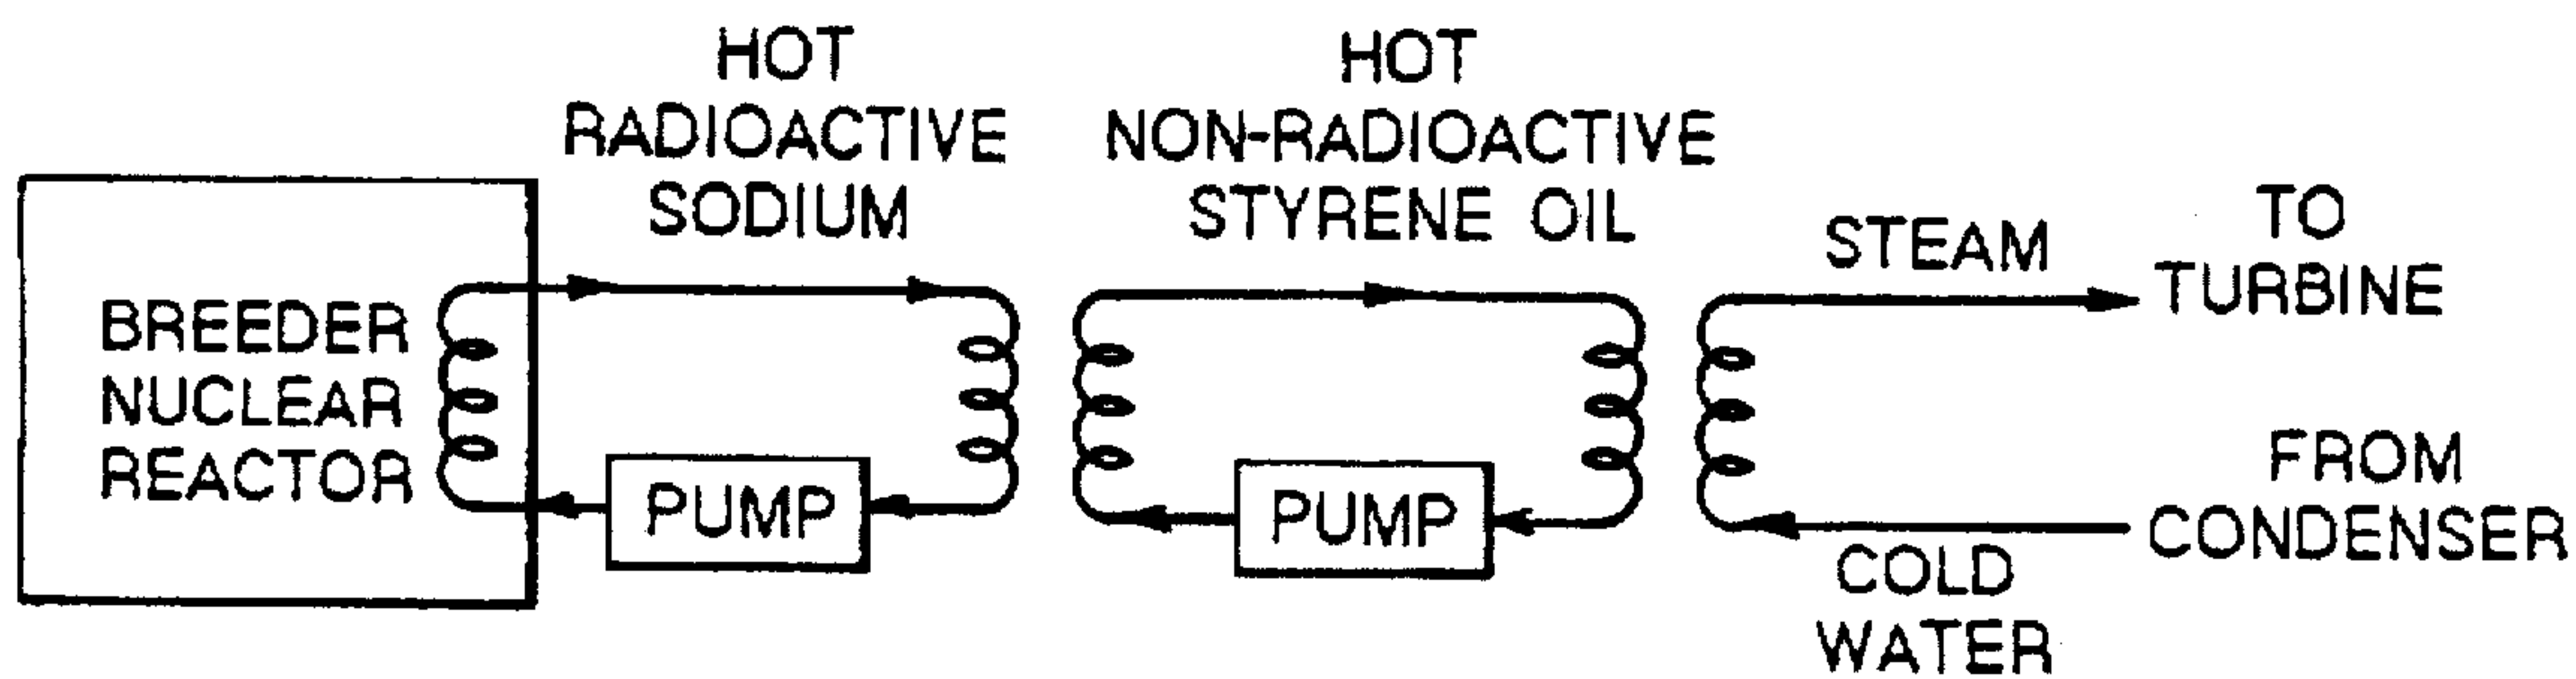 HOT
RADIOACTIVE
SODIUM
HOT
NON-RADIOACTIVE
STYRENE OIL
STEAM
TO
TURBINE
BREEDER
NUCLEAR
REACTOR
PUMP
PUMP
FROM
CONDENSER
COLD
WATER